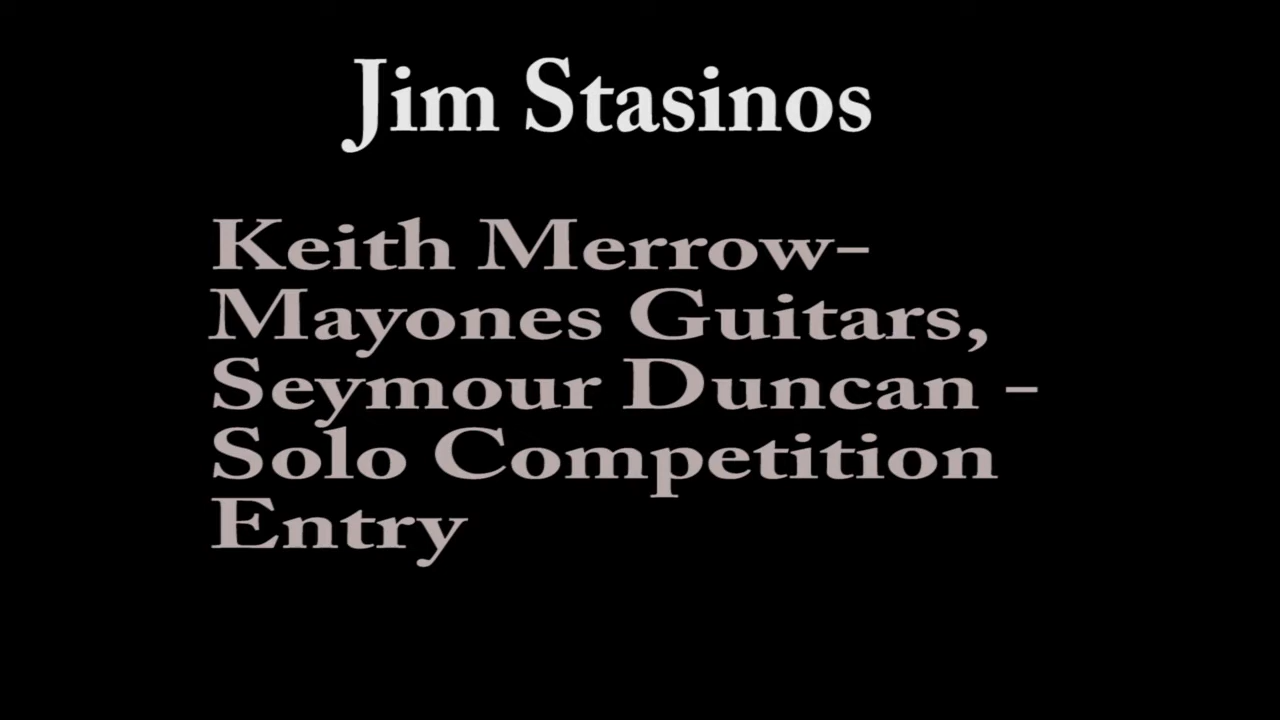 Jim Stasinos
Keith Merrow-
Mayones Guitars,
Seymour Duncan -
Solo Competition
Entry